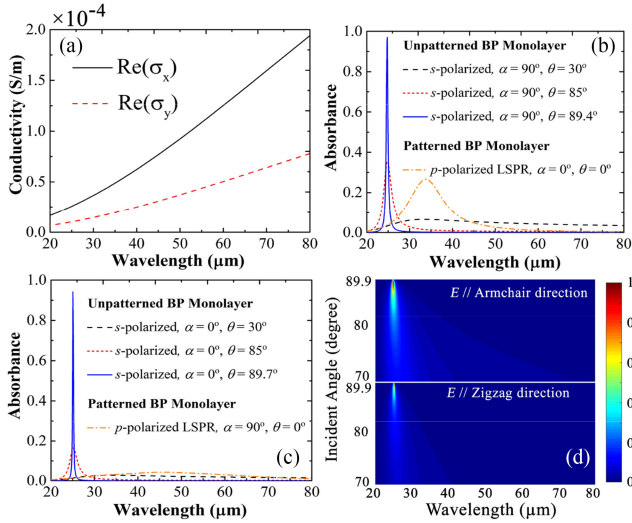 ×10⁻⁴
2.0
1.5
1.0
0.5
0.0
(a)
Re(σx)
Re(σy)
Conductivity (S/m)
20 30 40 50 60 70 80
Wavelength (μm)
1.0
0.8
0.6
0.4
0.2
0.0
(b)
Unpatterned BP Monolayer
s-polarized, α = 90°, θ = 30°
s-polarized, α = 90°, θ = 85°
s-polarized, α = 90°, θ = 89.4°
Patterned BP Monolayer
p-polarized LSPR, α = 0°, θ = 0°
Absorbance
20 30 40 50 60 70 80
Wavelength (μm)
1.0
0.8
0.6
0.4
0.2
0.0
Unpatterned BP Monolayer
s-polarized, α = 0°, θ = 30°
s-polarized, α = 0°, θ = 85°
s-polarized, α = 0°, θ = 89.7°
Patterned BP Monolayer
p-polarized LSPR, α = 90°, θ = 0°
(c)
Absorbance
20 30 40 50 60 70 80
Wavelength (μm)
89.9
80
70
89.9
80
70
E // Armchair direction
E // Zigzag direction
(d)
Incident Angle (degree)
20 30 40 50 60 70 80
Wavelength (μm)